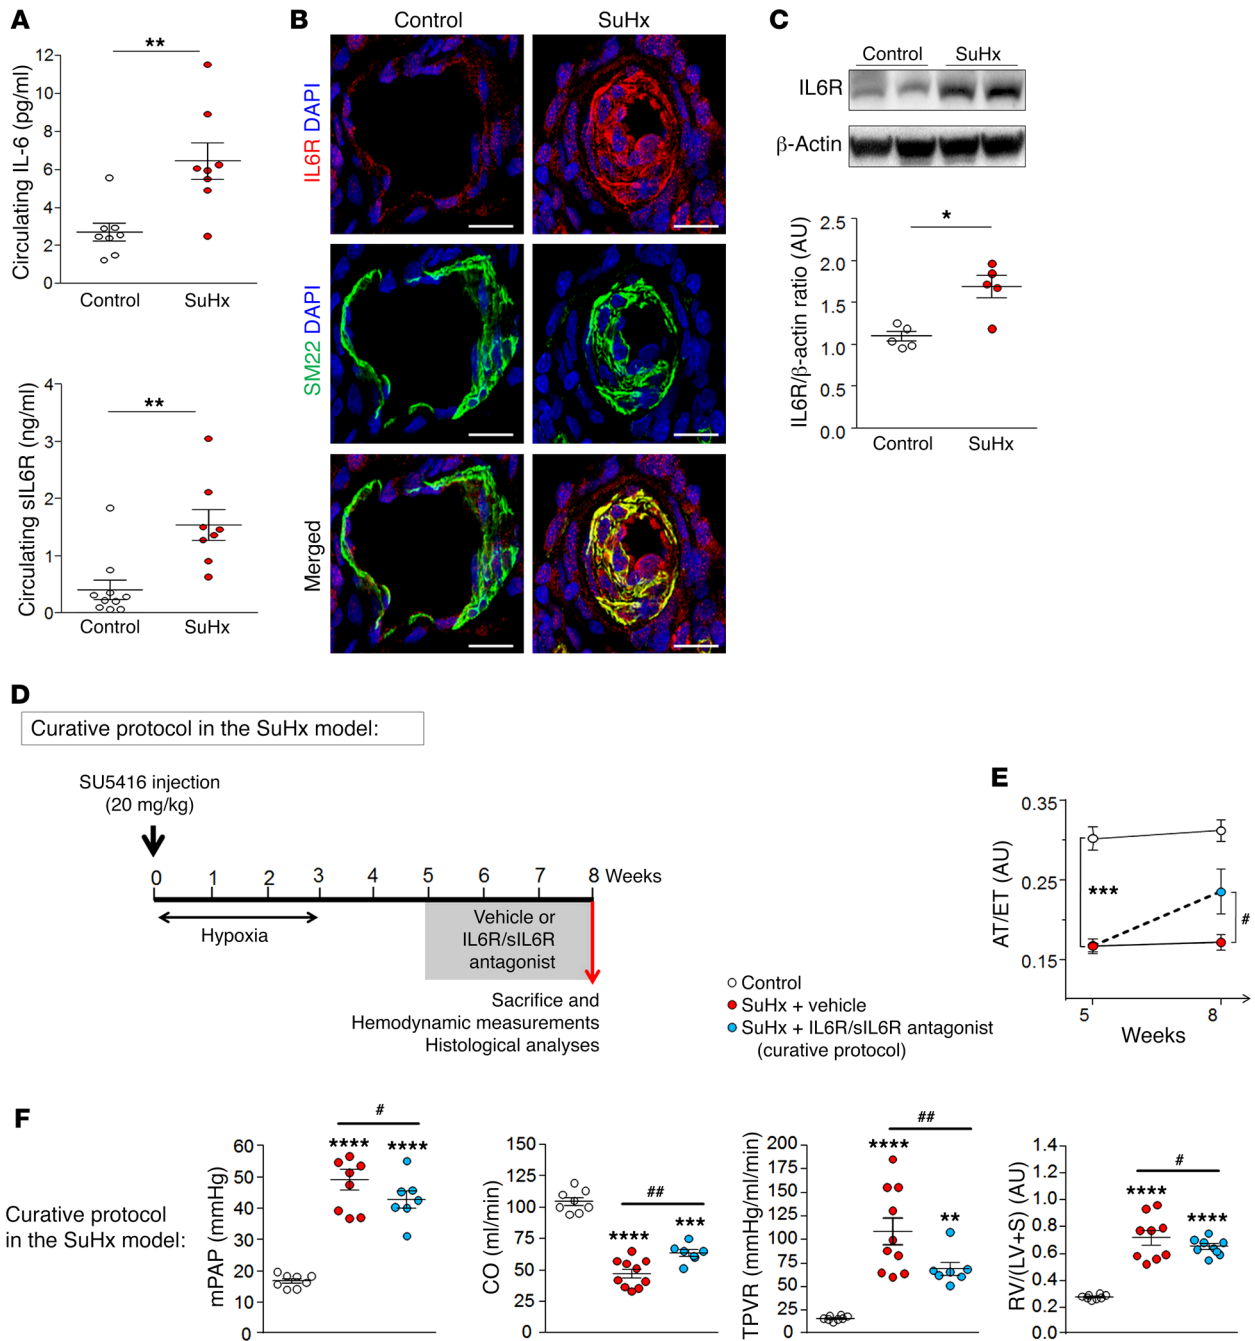 A
**
Circulating IL-6 (pg/ml)
12
10
8
6
4
2
0
Control
SuHx
**
Circulating sIL6R (ng/ml)
4
3
2
1
0
Control
SuHx
B
Control
SuHx
IL6R DAPI
SM22 DAPI
Merged
C
Control
SuHx
IL6R
β-Actin
*
IL6R/β-actin ratio (AU)
2.5
2.0
1.5
1.0
0.5
0.0
Control
SuHx
D
Curative protocol in the SuHx model:
SU5416 injection
(20 mg/kg)
0 1 2 3 4 5 6 7 8 Weeks
Hypoxia
Vehicle or
IL6R/sIL6R
antagonist
Sacrifice and
Hemodynamic measurements
Histological analyses
E
AT/ET (AU)
0.35
0.25
0.15
***
#
5
8
Weeks
Control
SuHx + vehicle
SuHx + IL6R/sIL6R antagonist
(curative protocol)
F
Curative protocol
in the SuHx model:
mPAP (mmHg)
60
50
40
30
20
10
0
#
****
****
CO (ml/min)
150
125
100
75
50
25
0
##
****
***
TPVR (mmHg/ml/min)
200
175
150
125
100
75
50
25
0
##
****
**
RV/(LV+S) (AU)
1.4
1.2
1.0
0.8
0.6
0.4
0.2
0.0
#
****
****